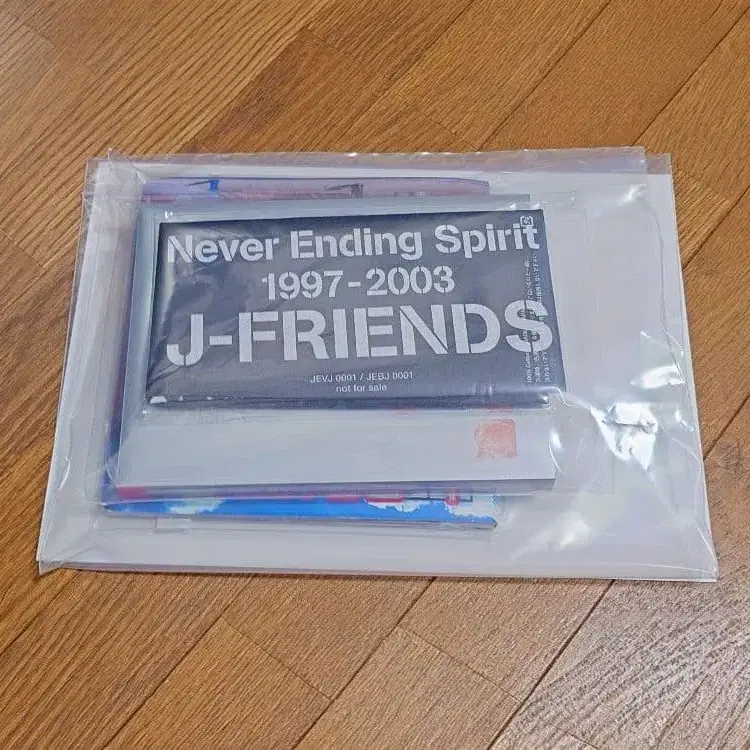 Never Ending Spirit
1997-2003
J-FRIENDS
JEVJ 0001 / JEBJ 0001
not for sale